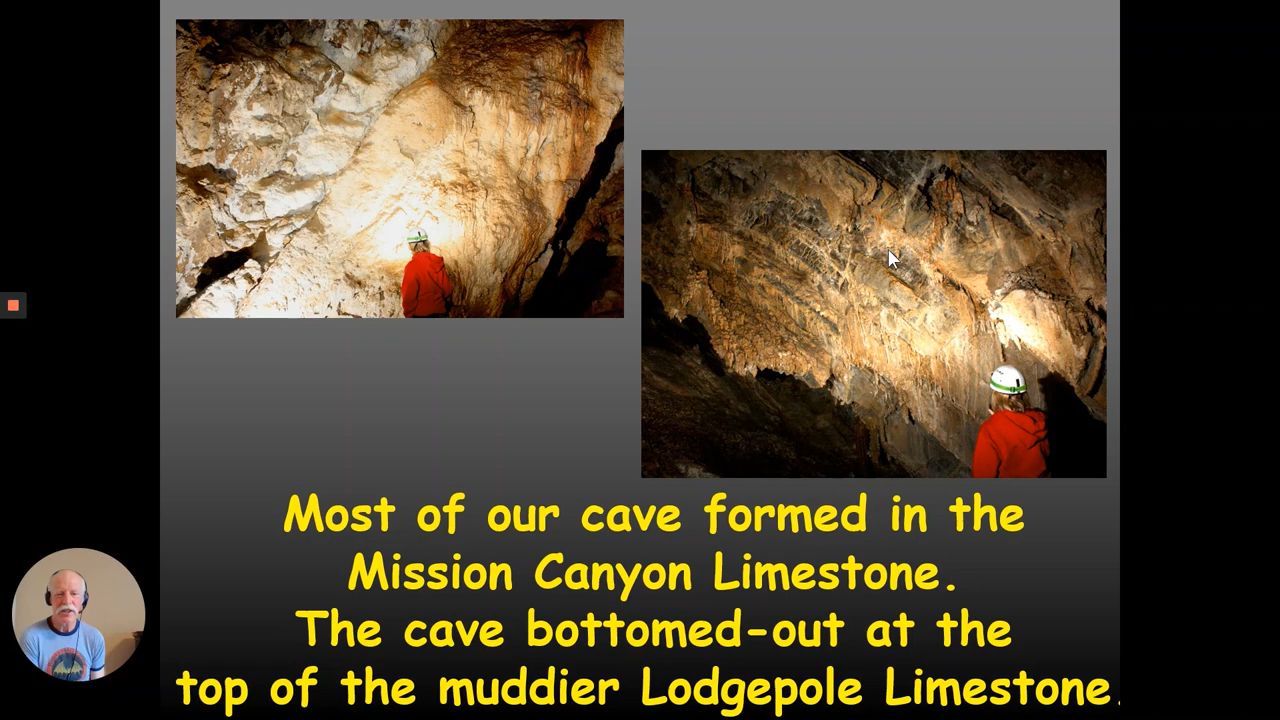 Most of our cave formed in the
Mission Canyon Limestone.
The cave bottomed-out at the
top of the muddier Lodgepole Limestone.